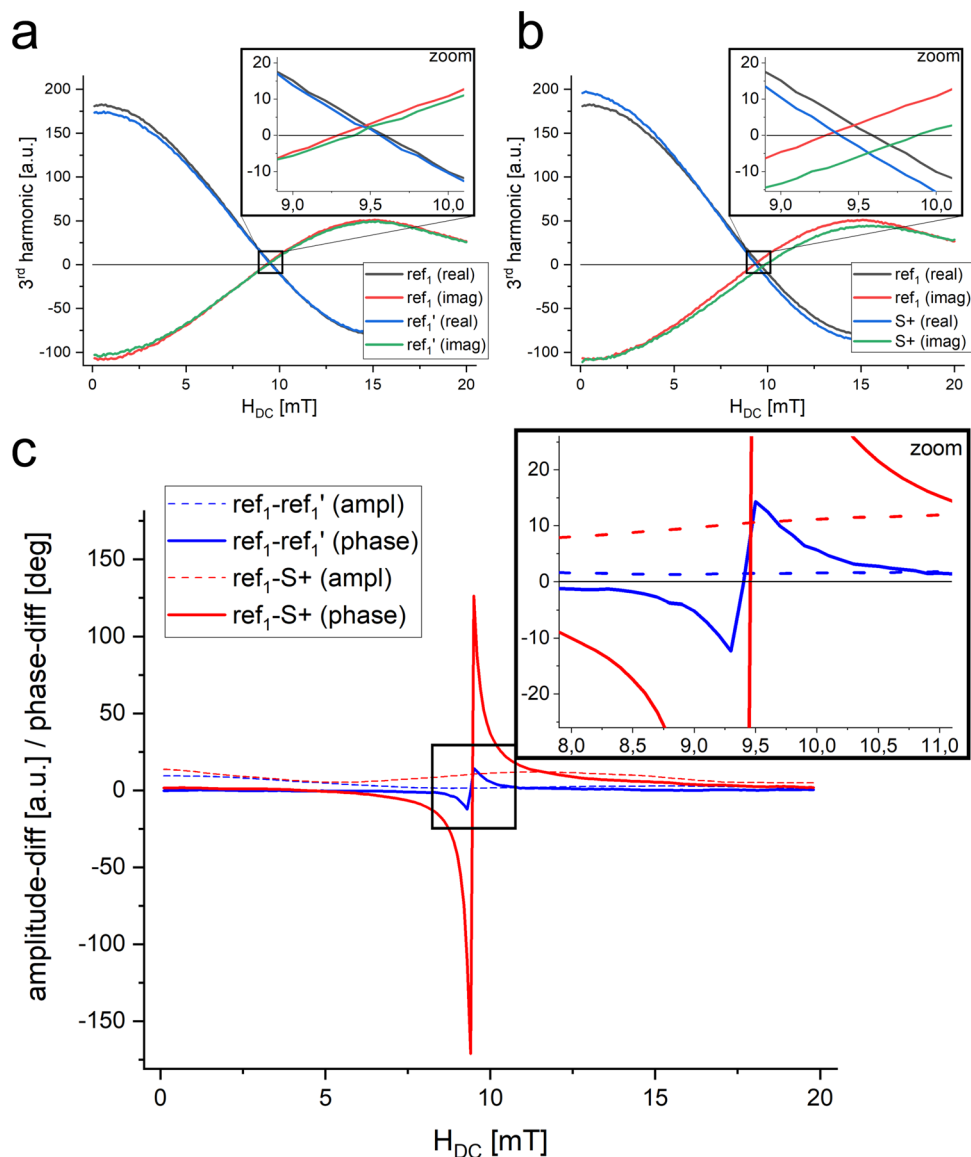 a
zoom
20
10
0
-10
9,0
9,5
10,0
200
150
100
50
0
-50
-100
3rd harmonic [a.u.]
ref1 (real)
ref1 (imag)
ref1' (real)
ref1' (imag)
0
5
10
15
20
HDC [mT]
b
zoom
20
10
0
-10
9,0
9,5
10,0
200
150
100
50
0
-50
-100
3rd harmonic [a.u.]
ref1 (real)
ref1 (imag)
S+ (real)
S+ (imag)
0
5
10
15
20
HDC [mT]
c
ref1-ref1' (ampl)
ref1-ref1' (phase)
ref1-S+ (ampl)
ref1-S+ (phase)
zoom
20
10
0
-10
-20
8,0
8,5
9,0
9,5
10,0
10,5
11,0
150
100
50
0
-50
-100
-150
amplitude-diff [a.u.] / phase-diff [deg]
0
5
10
15
20
HDC [mT]